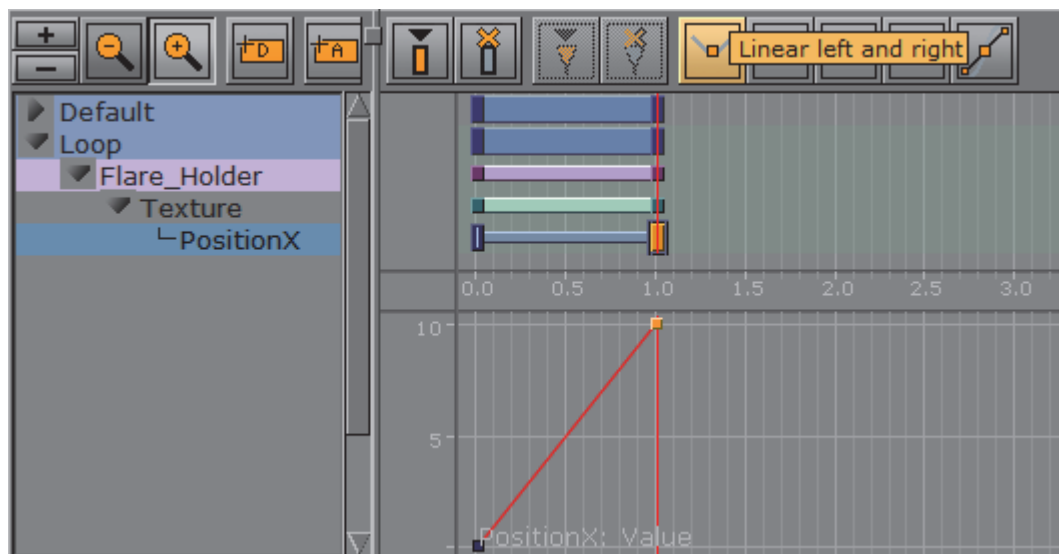 +
D
A
Linear left and right
-
Default
Loop
Flare_Holder
Texture
PositionX
0.0 0.5 1.0 1.5 2.0 2.5 3.0
10
5
PositionX: Value